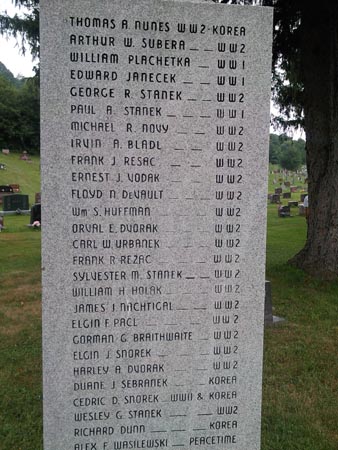 THOMAS A. NUNES WW2-KOREA
ARTHUR W. SUBERA _ _ WW2
WILLIAM PLACHETKA _ _ WW1
EDWARD JANECEK _ _ WW1
GEORGE R. STANEK _ _ WW2
PAUL A. STANEK _ _ _ WW1
MICHAEL R. NOVY _ _ WW2
IRVIN A. BLADL _ _ WW2
FRANK J. RESAC _ _ WW2
ERNEST J. VODAK _ _ WW2
FLOYD N. DeVAULT _ _ WW2
Wm S. HUFFMAN _ _ WW2
ORVAL E. DVORAK _ _ WW2
CARL W. URBANEK _ _ WW2
FRANK R. REZAC _ _ WW2
SYLVESTER M. STANEK _ _ WW2
WILLIAM H. HOLAK _ _ WW2
JAMES J. NACHTIGAL _ _ WW2
ELGIN F. PACL _ _ _ WW2
GORMAN G. BRAITHWAITE _ _ WW2
ELGIN J. SNOREK _ _ WW2
HARLEY A. DVORAK _ _ WW2
DUANE J. SEBRANEK _ _ KOREA
CEDRIC D. SNOREK _ WWII & KOREA
WESLEY G. STANEK _ _ WW2
RICHARD DUNN _ _ KOREA
ALEX F. WASILEWSKI _ PEACETIME